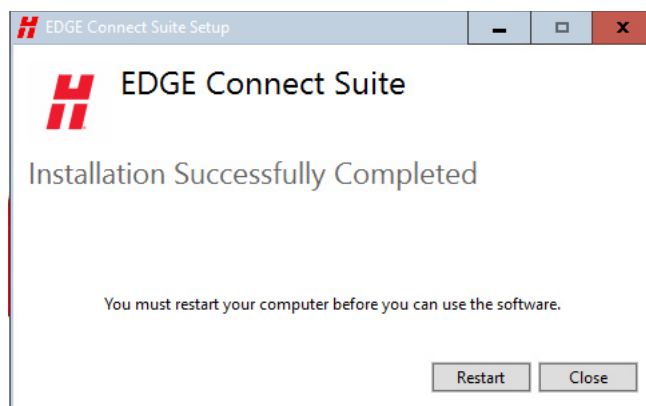 EDGE Connect Suite Setup
EDGE Connect Suite
Installation Successfully Completed
You must restart your computer before you can use the software.
Restart Close